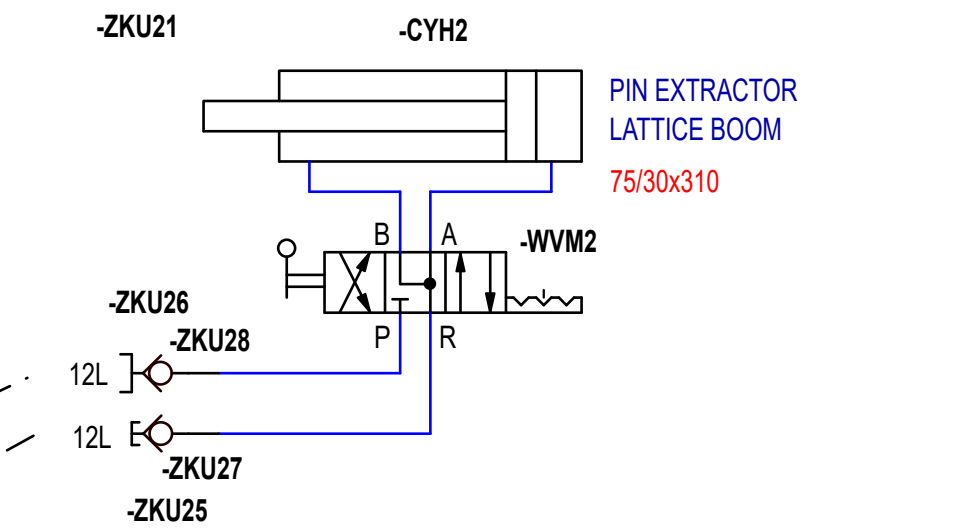 -ZKU21
-CYH2
PIN EXTRACTOR
LATTICE BOOM
75/30x310
B
A
-WVM2
-ZKU26
P
R
-ZKU28
12L
12L
-ZKU27
-ZKU25